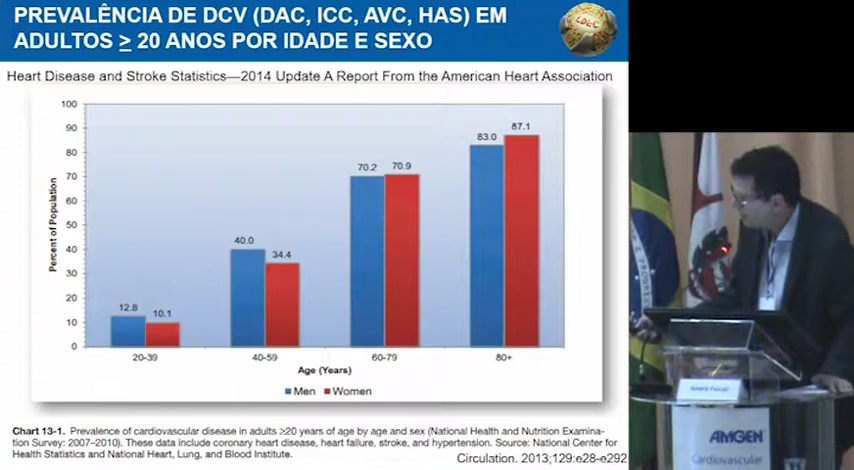 PREVALÊNCIA DE DCV (DAC, ICC, AVC, HAS) EM
ADULTOS ≥ 20 ANOS POR IDADE E SEXO
LDEC
Heart Disease and Stroke Statistics—2014 Update A Report From the American Heart Association
Percent of Population
100
90
80
70
60
50
40
30
20
10
0
12.8
10.1
40.0
34.4
70.2
70.9
83.0
87.1
20-39
40-59
60-79
80+
Age (Years)
Men
Women
Chart 13-1. Prevalence of cardiovascular disease in adults ≥20 years of age by age and sex (National Health and Nutrition Examina-
tion Survey: 2007–2010). These data include coronary heart disease, heart failure, stroke, and hypertension. Source: National Center for
Health Statistics and National Heart, Lung, and Blood Institute.
Circulation. 2013;129:e28-e292
AMGEN
Cardiovascular